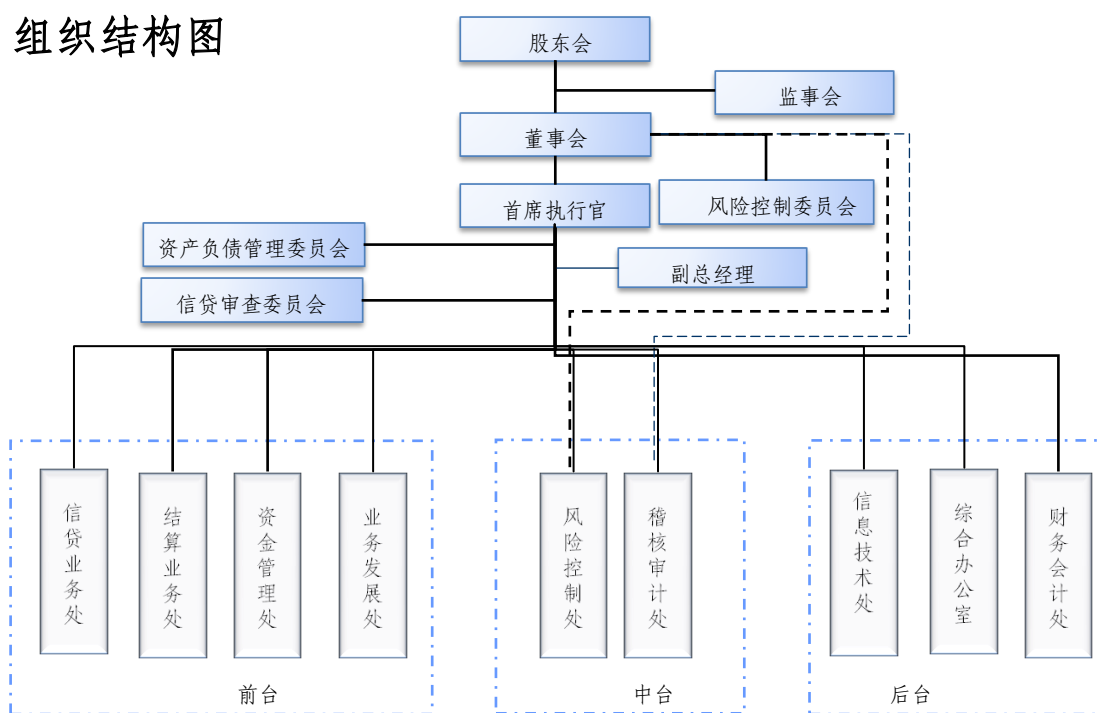 组织结构图
股东会
监事会
董事会
首席执行官
风险控制委员会
资产负债管理委员会
副总经理
信贷审查委员会
信贷业务处
结算业务处
资金管理处
业务发展处
风险控制处
稽核审计处
信息技术处
综合办公室
财务会计处
前台
中台
后台